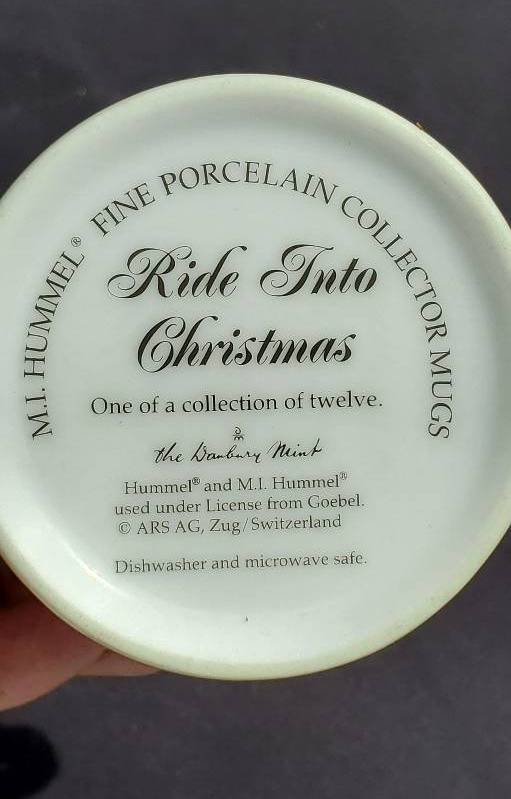 M.I. HUMMEL® FINE PORCELAIN COLLECTOR MUGS
Ride Into
Christmas
One of a collection of twelve.
the Danbury Mint
Hummel® and M.I. Hummel®
used under License from Goebel.
© ARS AG, Zug/Switzerland
Dishwasher and microwave safe.